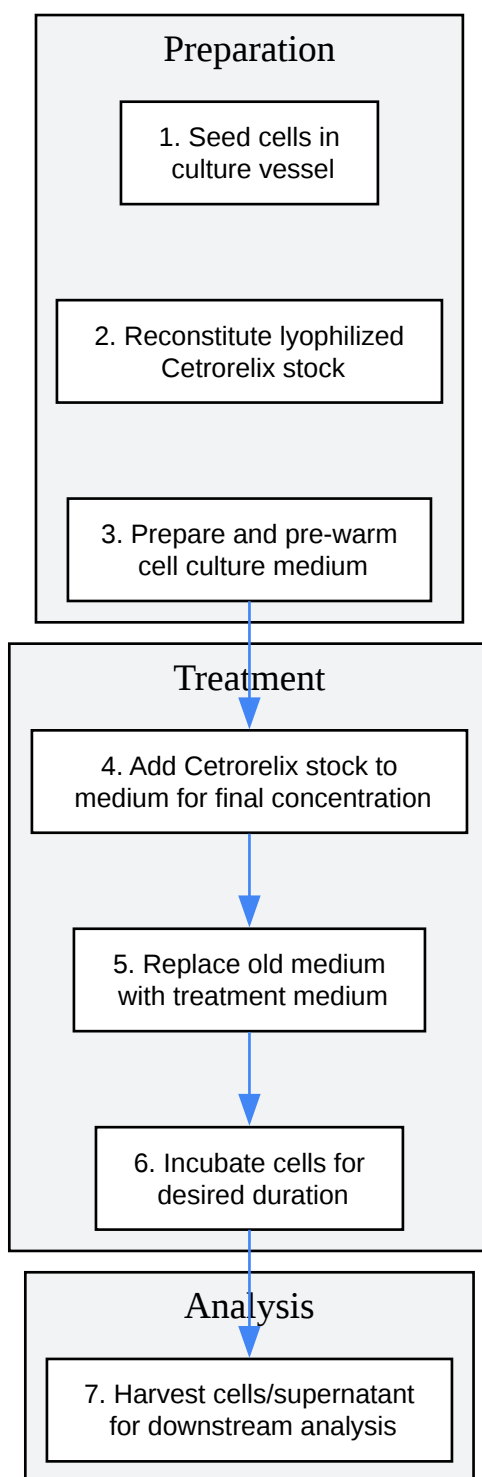 Preparation
1. Seed cells in
culture vessel
2. Reconstitute lyophilized
Cetrorelix stock
3. Prepare and pre-warm
cell culture medium
Treatment
4. Add Cetrorelix stock to
medium for final concentration
5. Replace old medium
with treatment medium
6. Incubate cells for
desired duration
Analysis
7. Harvest cells/supernatant
for downstream analysis